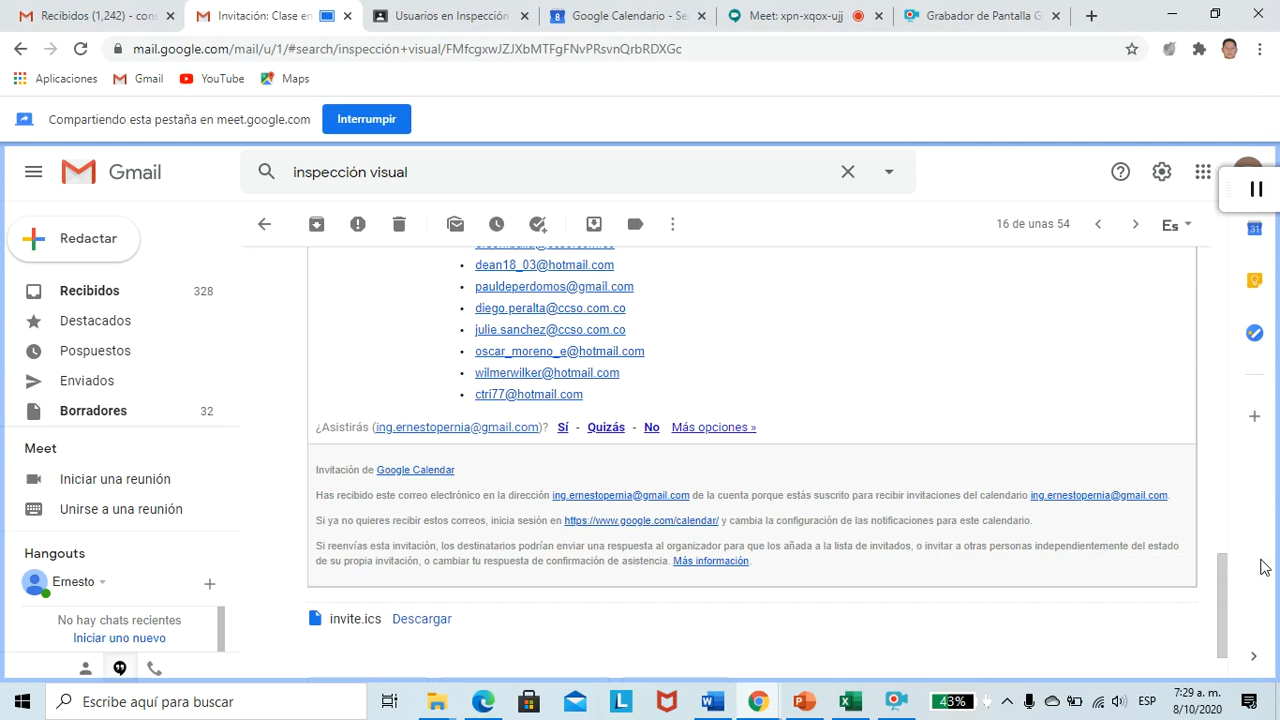 Recibidos (1,242) - con:
Invitación: Clase en
Usuarios en Inspección
Google Calendario - Se
Meet: xpn-xqpx-ujj
Grabador de Pantalla G
mail.google.com/mail/u/1/#search/inspección+visual/FMfcgxwJZJXbMTFgFNvPRsvnQrbRDXGc
Aplicaciones
Gmail
YouTube
Maps
Compartiendo esta pestaña en meet.google.com
Interrumpir
Gmail
inspección visual
Redactar
16 de unas 54
Es
31
Recibidos 328
Destacados
Pospuestos
Enviados
Borradores 32
Meet
Iniciar una reunión
Unirse a una reunión
Hangouts
Ernesto
No hay chats recientes
Iniciar uno nuevo
• dean18_03@hotmail.com
• pauldeperdomos@gmail.com
• diego.peralta@ccso.com.co
• julie.sanchez@ccso.com.co
• oscar_moreno_e@hotmail.com
• wilmerwilker@hotmail.com
• ctri77@hotmail.com
¿Asistirás (ing.ernestopernia@gmail.com)? Sí - Quizás - No Más opciones »
Invitación de Google Calendar
Has recibido este correo electrónico en la dirección ing.ernestopernia@gmail.com de la cuenta porque estás suscrito para recibir invitaciones del calendario ing.ernestopernia@gmail.com.
Si ya no quieres recibir estos correos, inicia sesión en https://www.google.com/calendar/ y cambia la configuración de las notificaciones para este calendario.
Si reenvías esta invitación, los destinatarios podrían enviar una respuesta al organizador para que los añada a la lista de invitados, o invitar a otras personas independientemente del estado
de su propia invitación, o cambiar tu respuesta de confirmación de asistencia. Más información.
invite.ics Descargar
Escribe aquí para buscar
43%
ESP
7:29 a. m.
8/10/2020